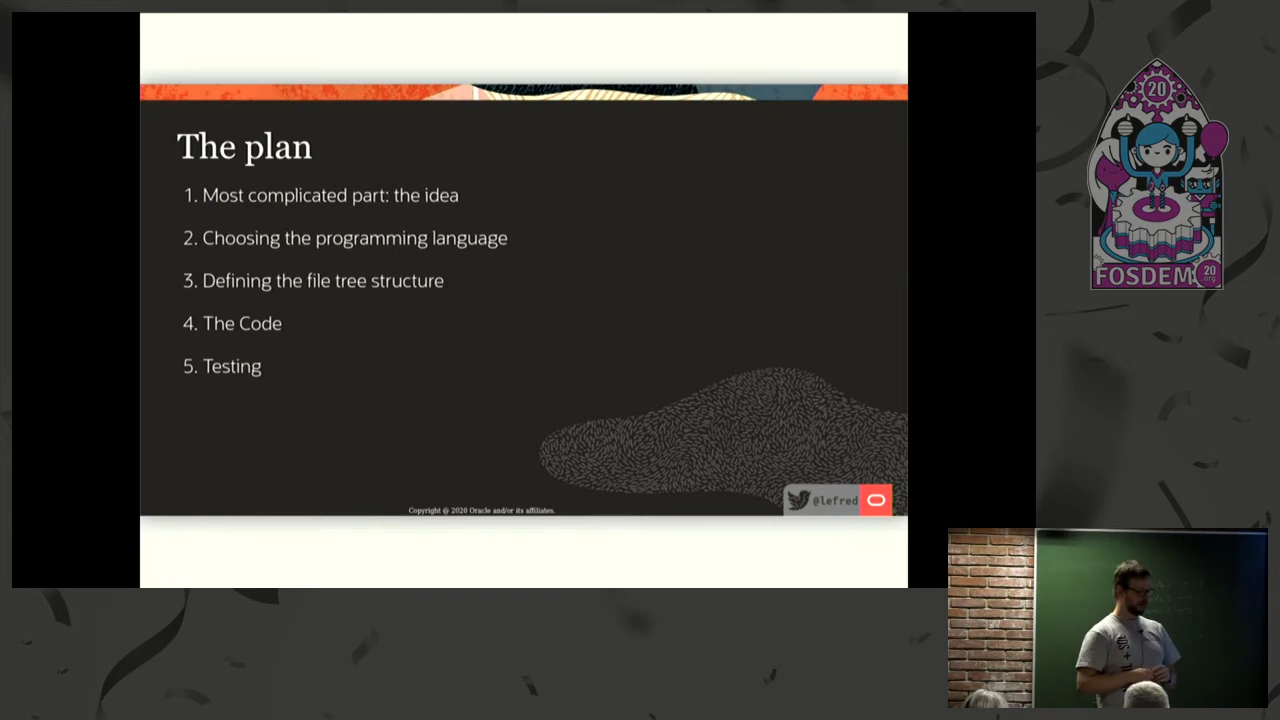 The plan
1. Most complicated part: the idea
2. Choosing the programming language
3. Defining the file tree structure
4. The Code
5. Testing
@lefred
Copyright @ 2020 Oracle and/or its affiliates.
20
FOSDEM
20
.org